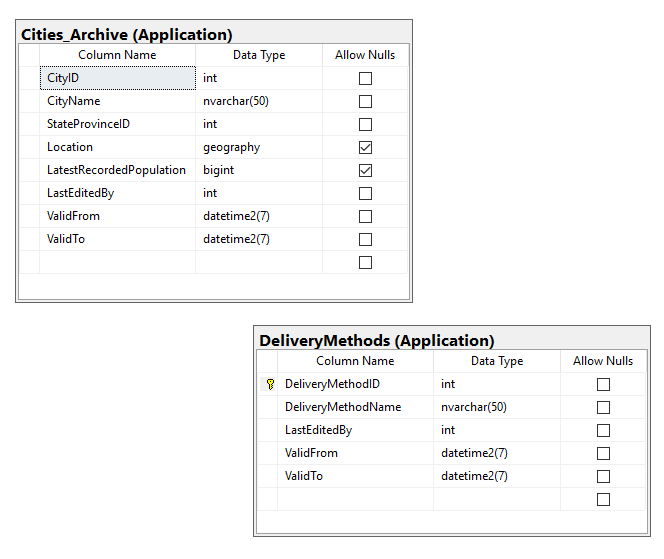 Cities_Archive (Application)
Column Name Data Type Allow Nulls
CityID int
CityName nvarchar(50)
StateProvinceID int
Location geography
LatestRecordedPopulation bigint
LastEditedBy int
ValidFrom datetime2(7)
ValidTo datetime2(7)
DeliveryMethods (Application)
Column Name Data Type Allow Nulls
DeliveryMethodID int
DeliveryMethodName nvarchar(50)
LastEditedBy int
ValidFrom datetime2(7)
ValidTo datetime2(7)